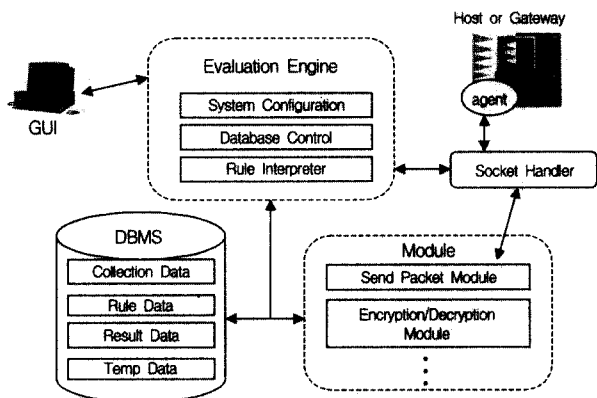 Host or Gateway
Evaluation Engine
System Configuration
Database Control
Rule Interpreter
GUI
agent
Socket Handler
DBMS
Collection Data
Rule Data
Result Data
Temp Data
Module
Send Packet Module
Encryption/Decryption
Module